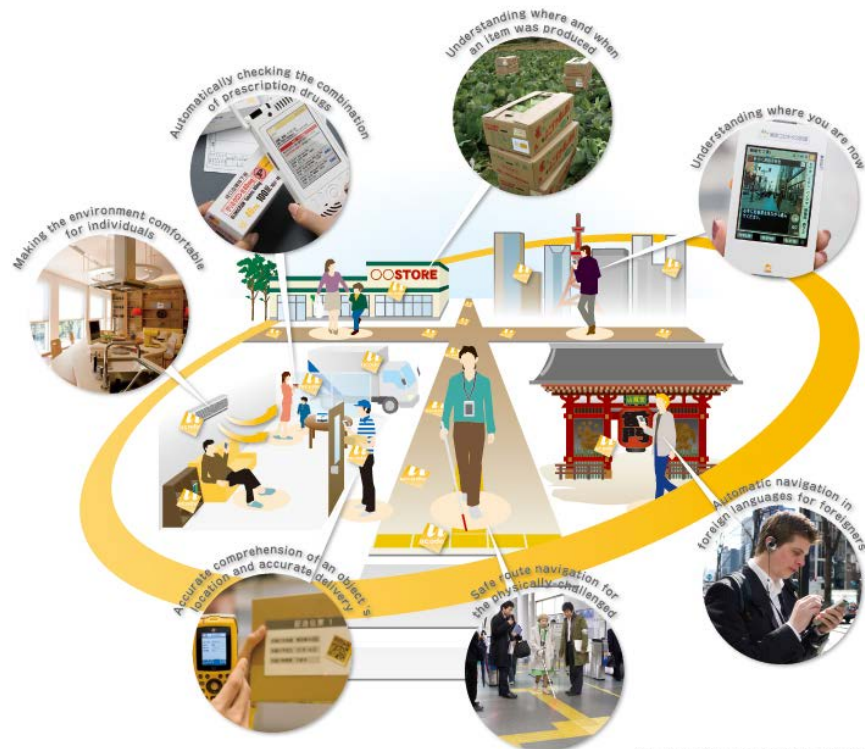 Understanding where and when
an item was produced
Automatically checking the combination
of prescription drugs
Understanding where you are now
Making the environment comfortable
for individuals
○○STORE
Automatic navigation in
foreign languages for foreigners
Accurate comprehension of an object's
location and accurate delivery
Safe route navigation for
the physically-challenged